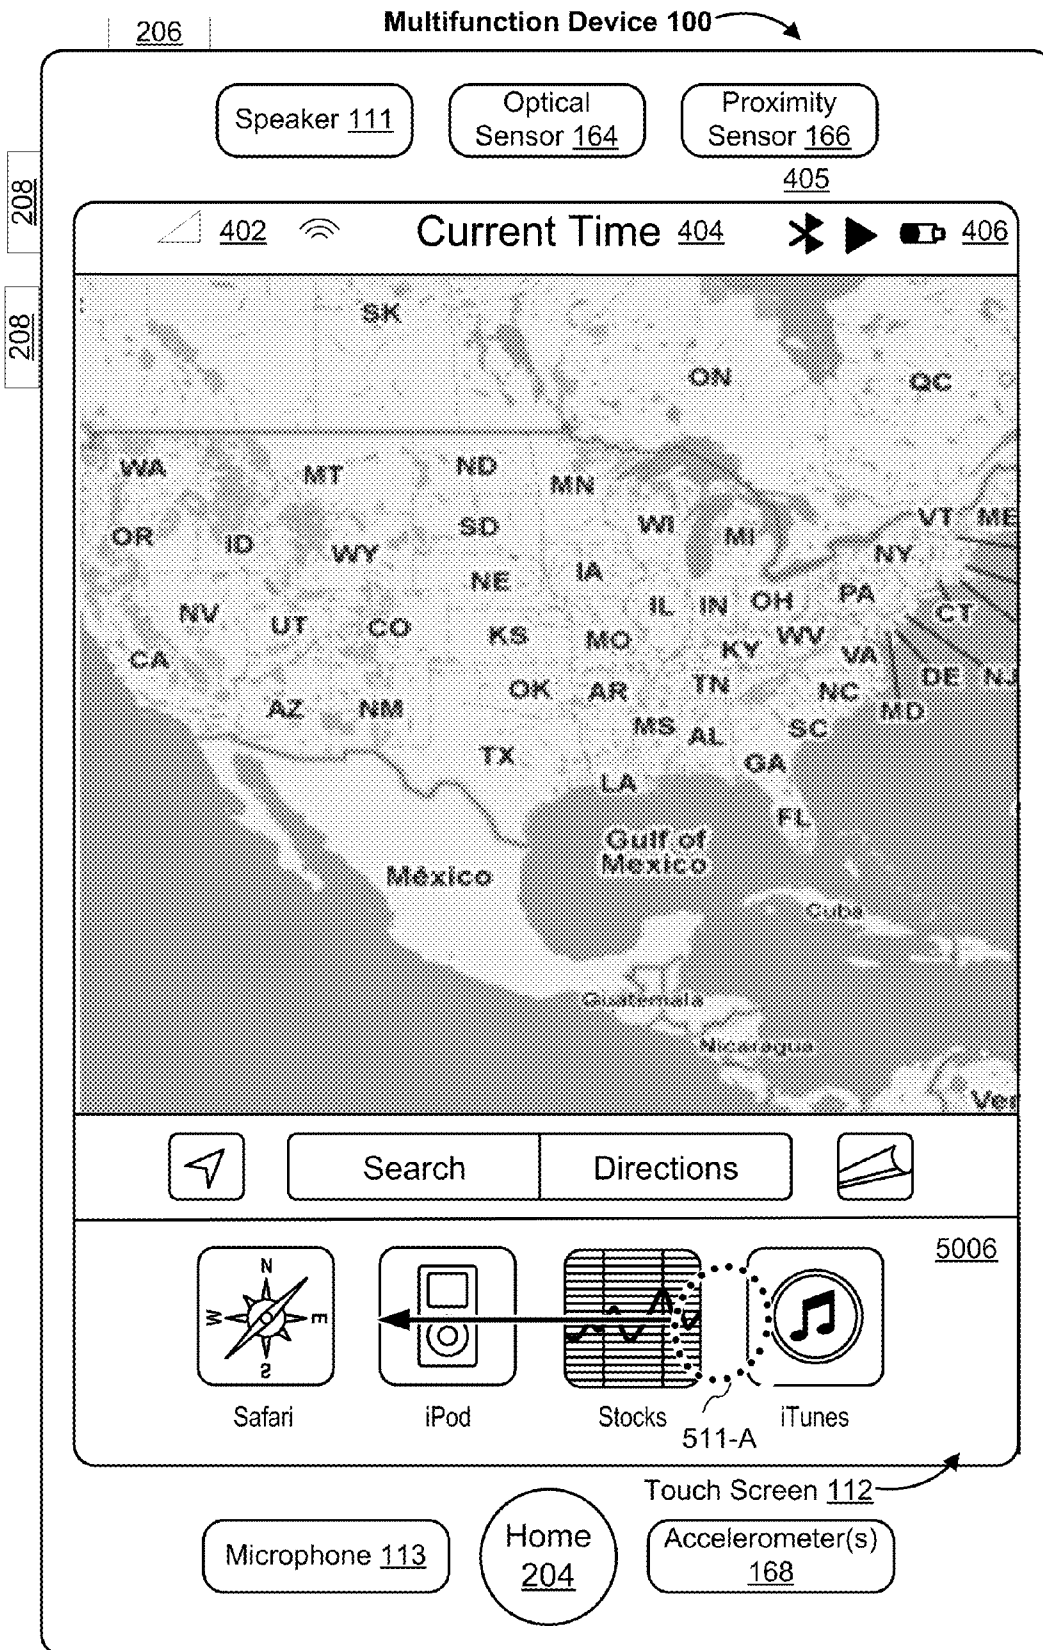 206
Multifunction Device 100
Speaker 111
Optical
Sensor 164
Proximity
Sensor 166
405
208
208
402
Current Time 404
406
SK
ON
QC
WA
MT
ND
MN
OR
ID
WY
SD
WI
MI
VT
ME
NY
NE
IA
PA
NV
UT
CO
KS
MO
IL
IN
OH
KY
WV
CT
CA
VA
DE
NJ
AZ
NM
OK
AR
TN
NC
MD
TX
MS
AL
SC
GA
LA
FL
Gulf of
Mexico
México
Cuba
Guatemala
Nicaragua
Ver
Search
Directions
5006
N
W
E
S
Safari
iPod
Stocks
iTunes
511-A
Touch Screen 112
Microphone 113
Home
204
Accelerometer(s)
168